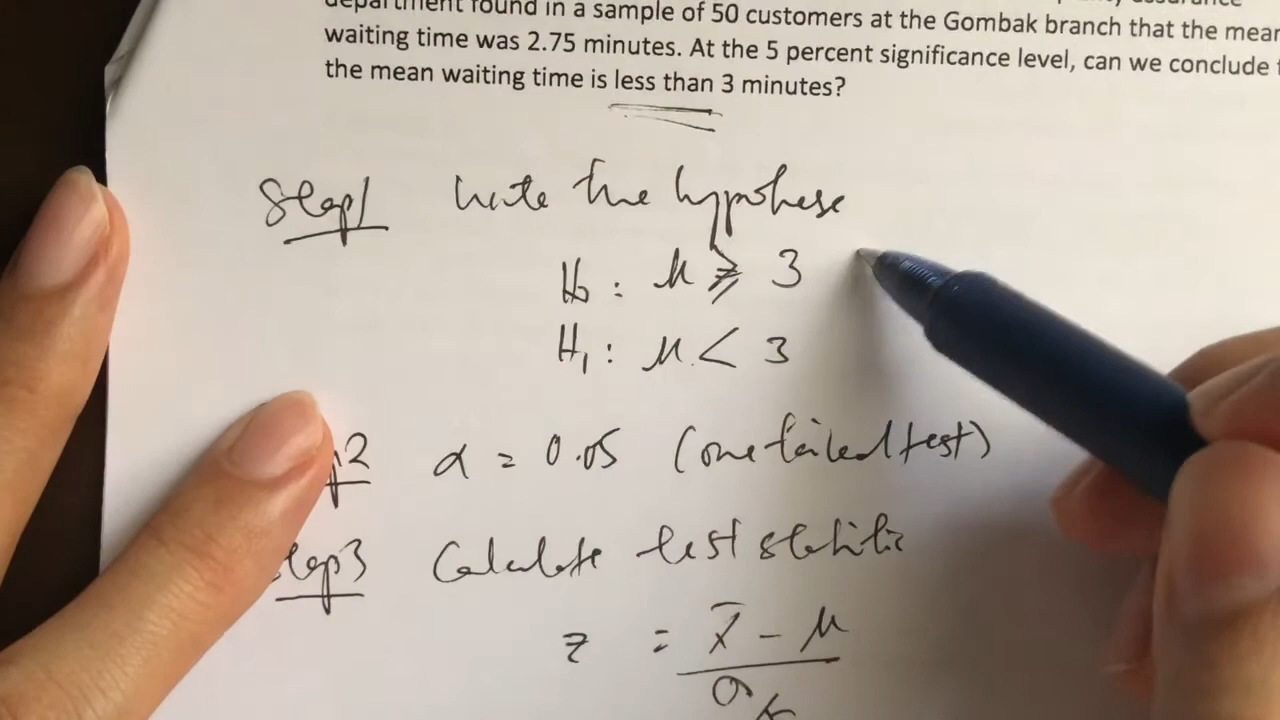 department found in a sample of 50 customers at the Gombak branch that the mean
waiting time was 2.75 minutes. At the 5 percent significance level, can we conclude
the mean waiting time is less than 3 minutes?
Step1 Write the hypothese
H₀ : μ ≥ 3
H₁ : μ < 3
2 α = 0.05 (one tailed test)
Step3 Calculate test statistic
z = x̄ - μ
σ/